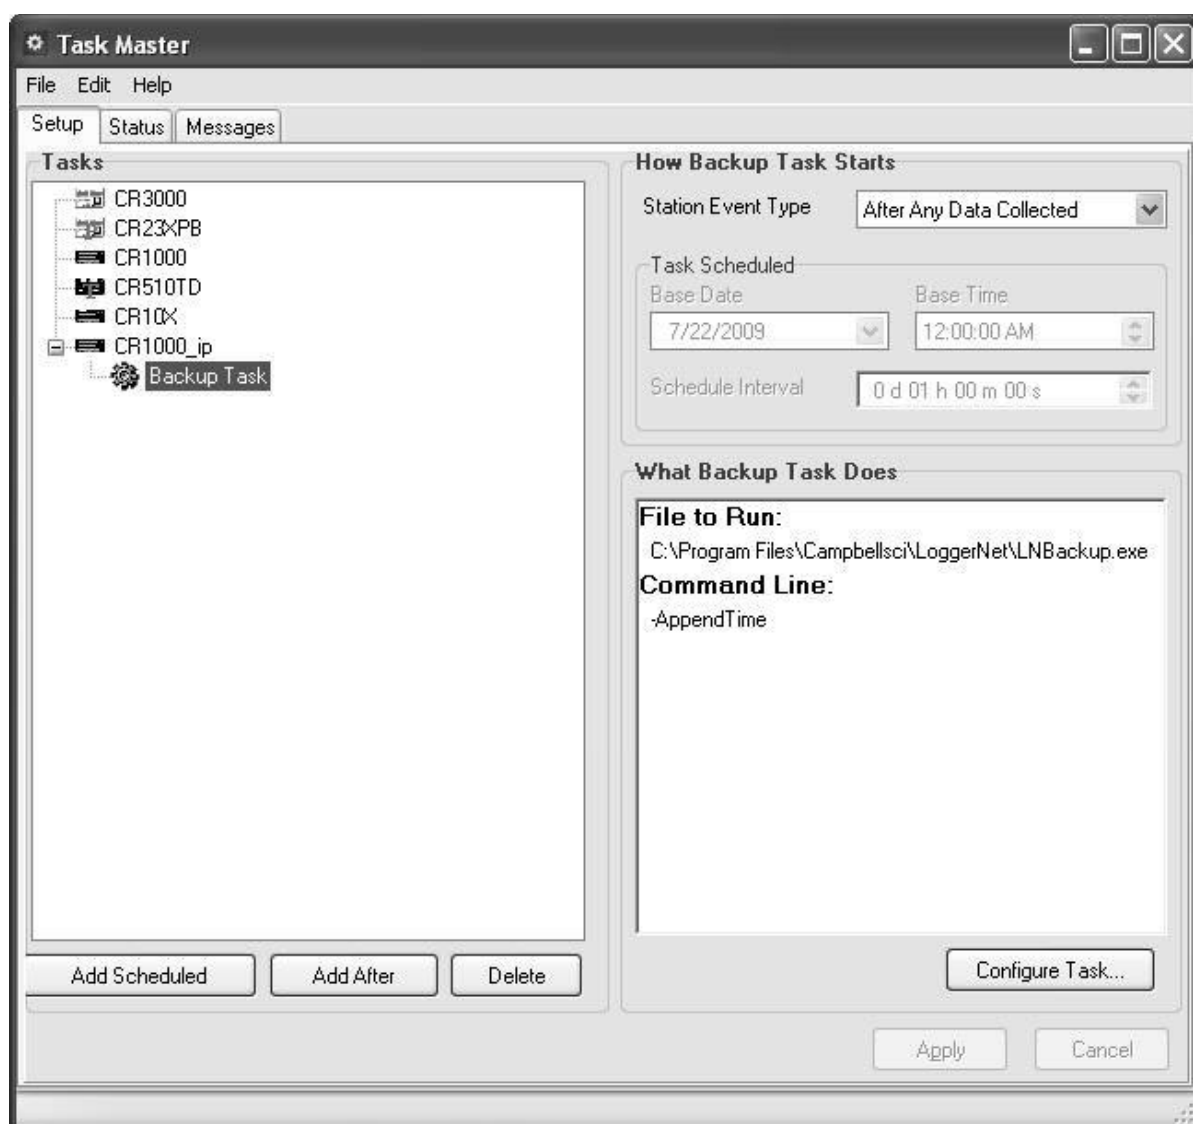 Task Master
File Edit Help
Setup Status Messages
Tasks
CR3000
CR23XPB
CR1000
CR510TD
CR10X
CR1000_ip
Backup Task
Add Scheduled Add After Delete
How Backup Task Starts
Station Event Type After Any Data Collected
Task Scheduled
Base Date Base Time
7/22/2009 12:00:00 AM
Schedule Interval 0 d 01 h 00 m 00 s
What Backup Task Does
File to Run:
C:\Program Files\Campbellsci\LoggerNet\LNBackup.exe
Command Line:
-AppendTime
Configure Task...
Apply Cancel